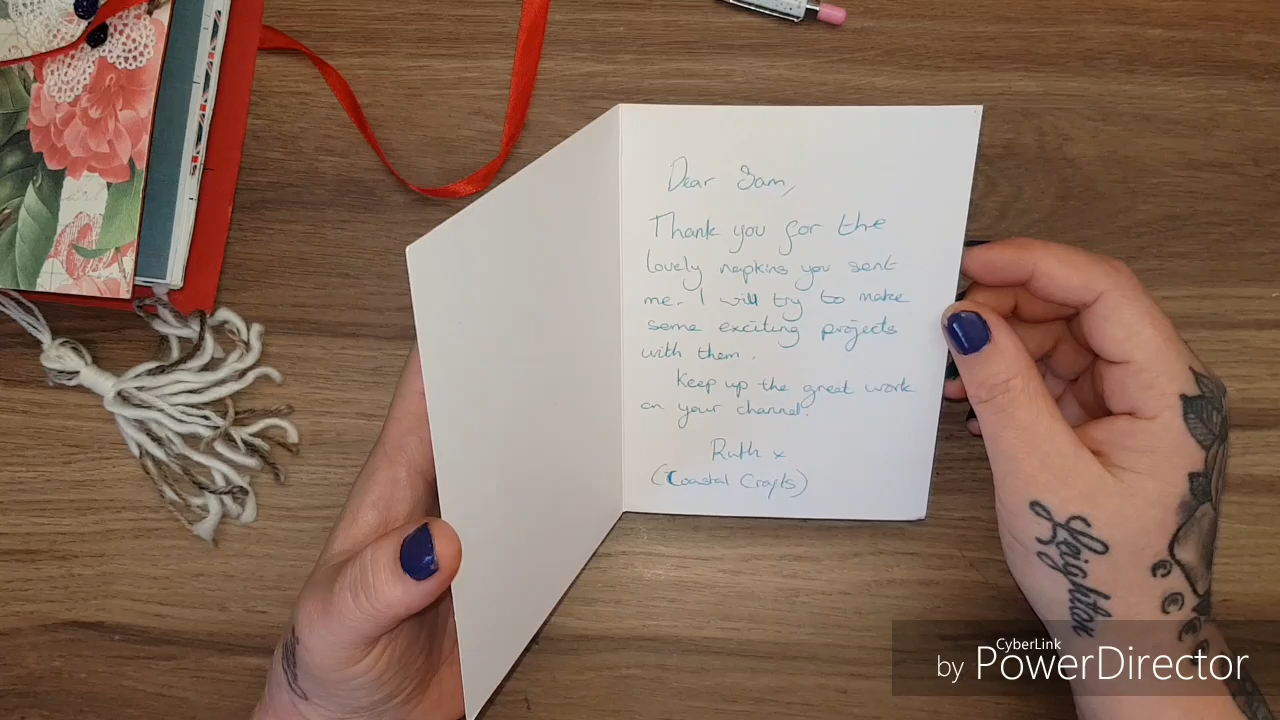 Dear Sam,
Thank you for the
lovely napkins you sent
me. I will try to make
some exciting projects
with them.
Keep up the great work
on your channel.
Ruth x
(Coastal Crafts)
Leighton
CyberLink
by PowerDirector